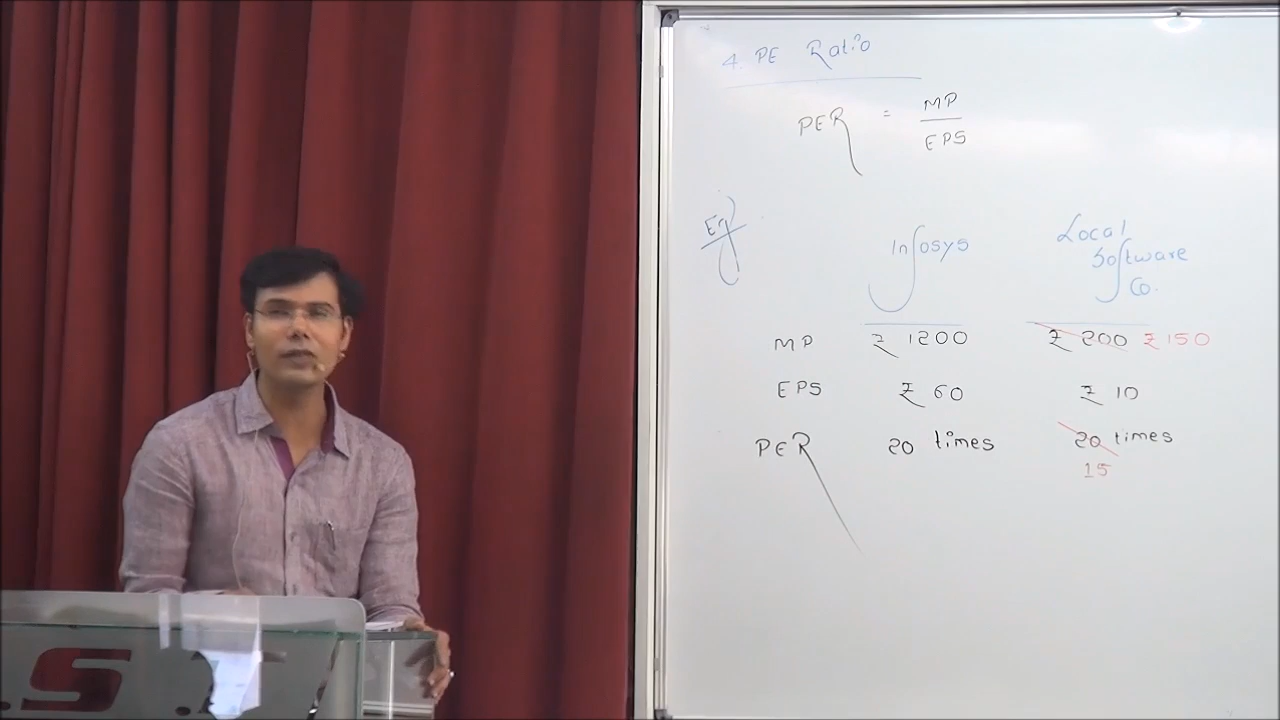 4. PE Ratio
PER = MP
EPS
Eg
Infosys
Local
Software
Co.
MP ₹ 1200 ₹ 200 ₹ 150
EPS ₹ 60 ₹ 10
PER 20 times 20 times
15
.S.